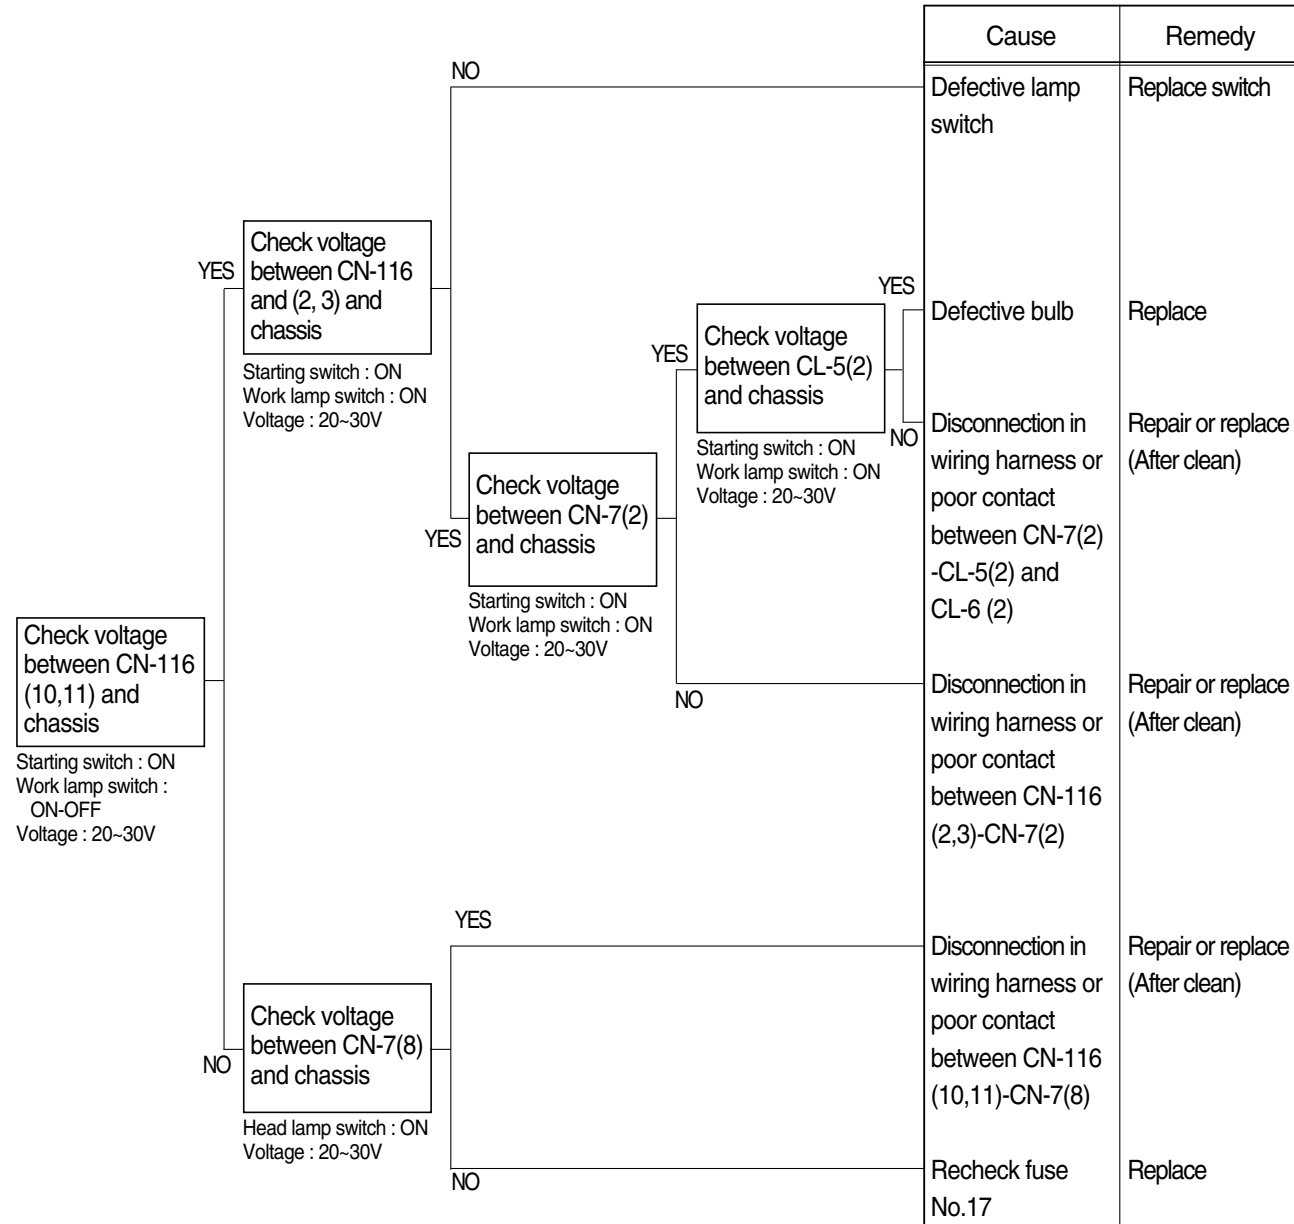 Cause
Remedy
NO
Defective lamp
switch
Replace switch
YES
Check voltage
between CN-116
and (2, 3) and
chassis
Starting switch : ON
Work lamp switch : ON
Voltage : 20~30V
YES
Defective bulb
Replace
YES
Check voltage
between CL-5(2)
and chassis
Starting switch : ON
Work lamp switch : ON
Voltage : 20~30V
NO
Disconnection in
wiring harness or
poor contact
between CN-7(2)
-CL-5(2) and
CL-6 (2)
Repair or replace
(After clean)
YES
Check voltage
between CN-7(2)
and chassis
Starting switch : ON
Work lamp switch : ON
Voltage : 20~30V
Check voltage
between CN-116
(10,11) and
chassis
Starting switch : ON
Work lamp switch :
ON-OFF
Voltage : 20~30V
NO
Disconnection in
wiring harness or
poor contact
between CN-116
(2,3)-CN-7(2)
Repair or replace
(After clean)
YES
Disconnection in
wiring harness or
poor contact
between CN-116
(10,11)-CN-7(8)
Repair or replace
(After clean)
NO
Check voltage
between CN-7(8)
and chassis
Head lamp switch : ON
Voltage : 20~30V
NO
Recheck fuse
No.17
Replace